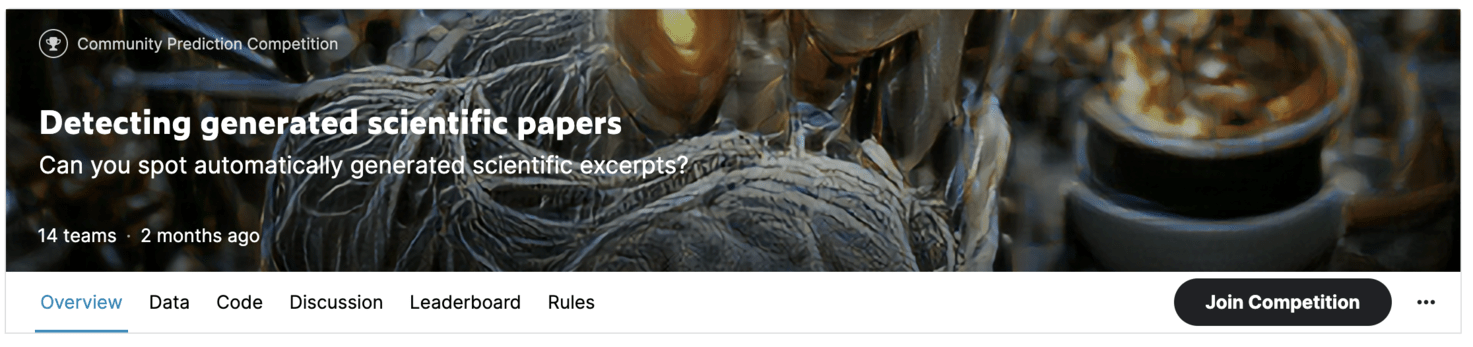 Community Prediction Competition
Detecting generated scientific papers
Can you spot automatically generated scientific excerpts?
14 teams · 2 months ago
Overview Data Code Discussion Leaderboard Rules Join Competition •••